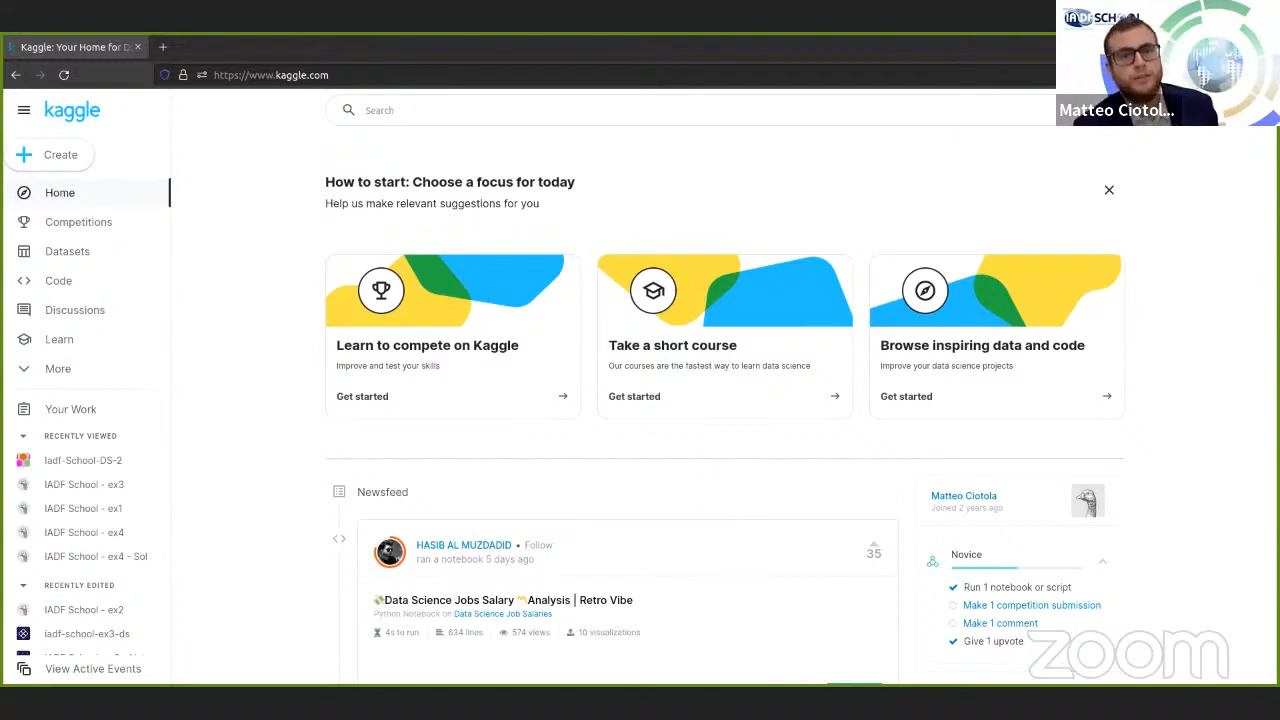 Kaggle: Your Home for D
https://www.kaggle.com
IADF SCHOOL
Matteo Ciotol...
kaggle
Search
Create
Home
Competitions
Datasets
Code
Discussions
Learn
More
Your Work
RECENTLY VIEWED
Iadf-School-DS-2
IADF School - ex3
IADF School - ex1
IADF School - ex4
IADF School - ex4 - Sol
RECENTLY EDITED
IADF School - ex2
iadf-school-ex3-ds
View Active Events
How to start: Choose a focus for today
Help us make relevant suggestions for you
Learn to compete on Kaggle
Improve and test your skills
Get started
Take a short course
Our courses are the fastest way to learn data science
Get started
Browse inspiring data and code
Improve your data science projects
Get started
Newsfeed
HASIB AL MUZDADID • Follow
ran a notebook 5 days ago
35
Data Science Jobs Salary Analysis | Retro Vibe
Python Notebook on Data Science Job Salaries
4s to run 634 lines 574 views 10 visualizations
Matteo Ciotola
Joined 2 years ago
Novice
Run 1 notebook or script
Make 1 competition submission
Make 1 comment
Give 1 upvote
zoom